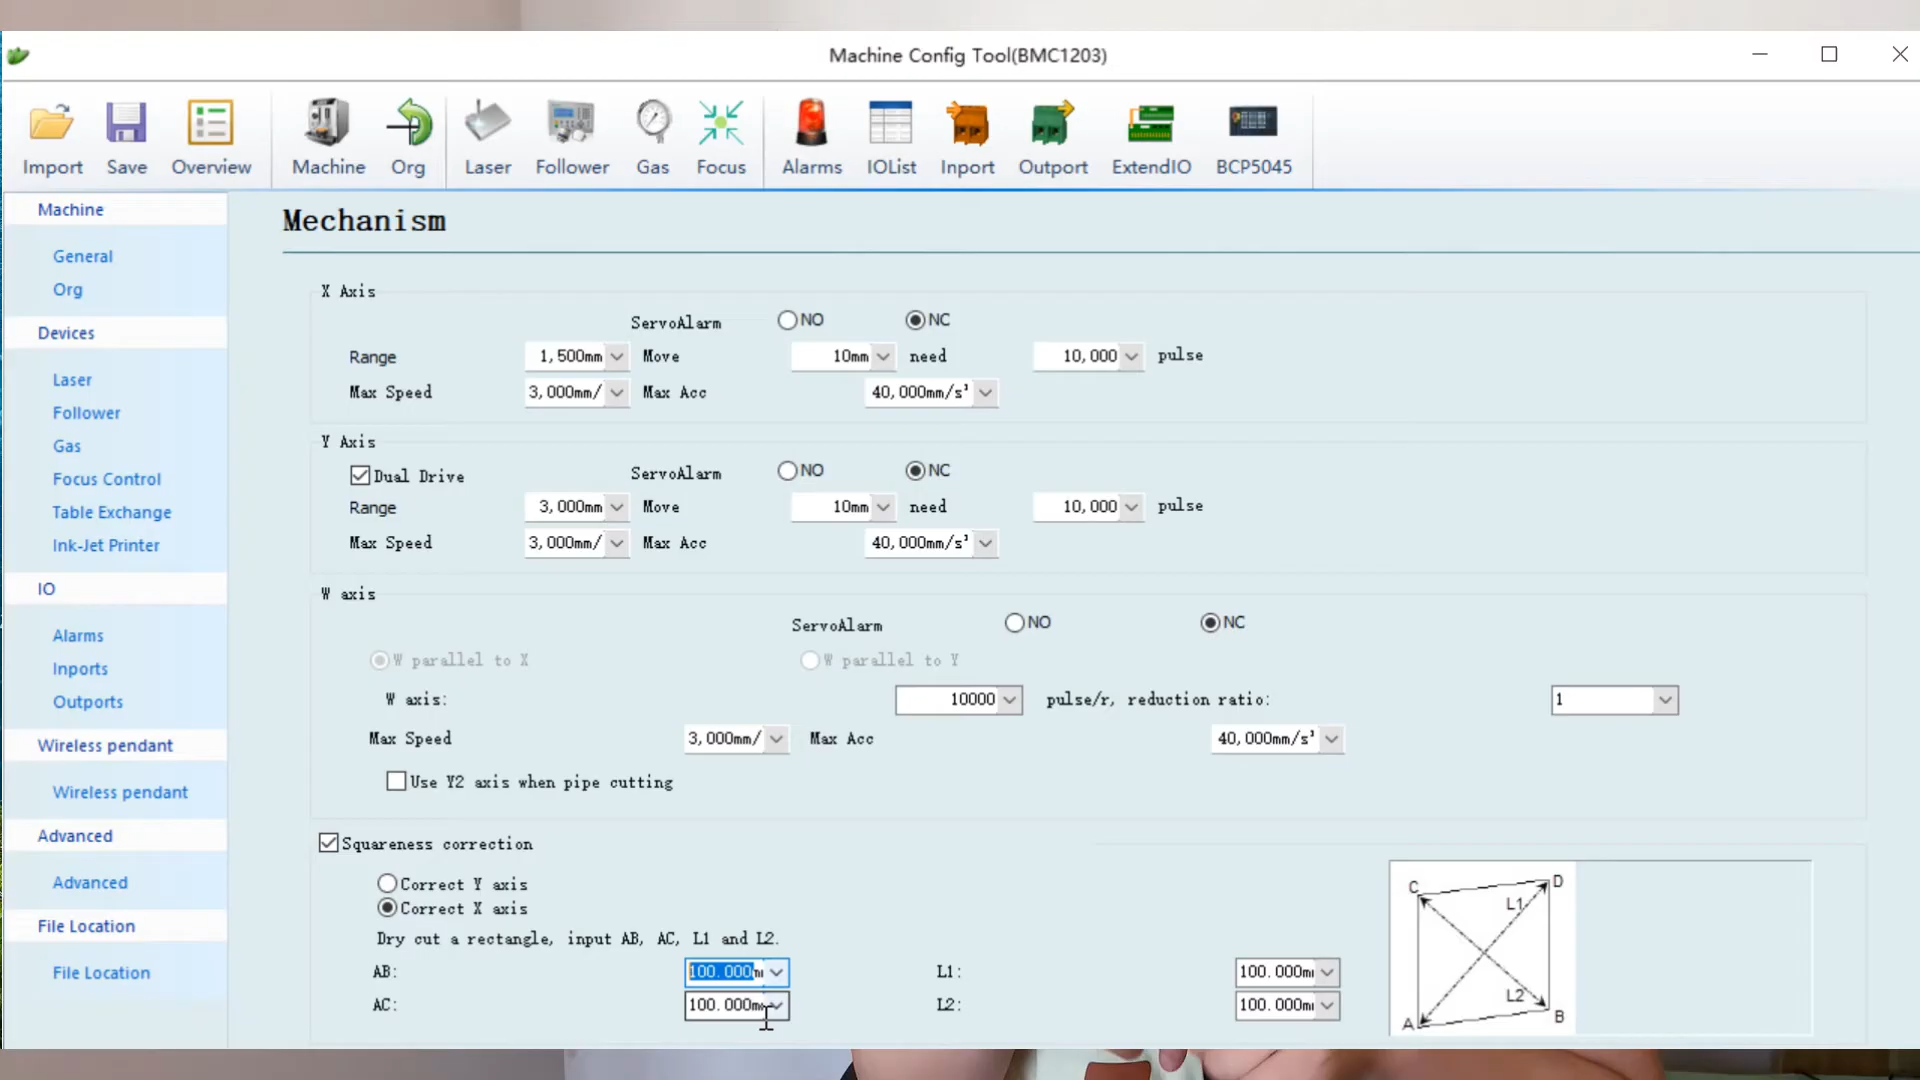 Machine Config Tool(BMC1203)
Import Save Overview Machine Org Laser Follower Gas Focus Alarms IOList Inport Outport ExtendIO BCP5045
Machine
General
Org
Devices
Laser
Follower
Gas
Focus Control
Table Exchange
Ink-Jet Printer
IO
Alarms
Inports
Outports
Wireless pendant
Wireless pendant
Advanced
Advanced
File Location
File Location
Mechanism
X Axis
ServoAlarm NO NC
Range 1,500mm Move 10mm need 10,000 pulse
Max Speed 3,000mm/ Max Acc 40,000mm/s²
Y Axis
Dual Drive ServoAlarm NO NC
Range 3,000mm Move 10mm need 10,000 pulse
Max Speed 3,000mm/ Max Acc 40,000mm/s²
W axis
ServoAlarm NO NC
W parallel to X W parallel to Y
W axis: 10000 pulse/r, reduction ratio: 1
Max Speed 3,000mm/ Max Acc 40,000mm/s²
Use Y2 axis when pipe cutting
Squareness correction
Correct Y axis
Correct X axis
Dry cut a rectangle, input AB, AC, L1 and L2.
AB: 100.000m L1: 100.000m
AC: 100.000m L2: 100.000m
C D
L1
L2
A B